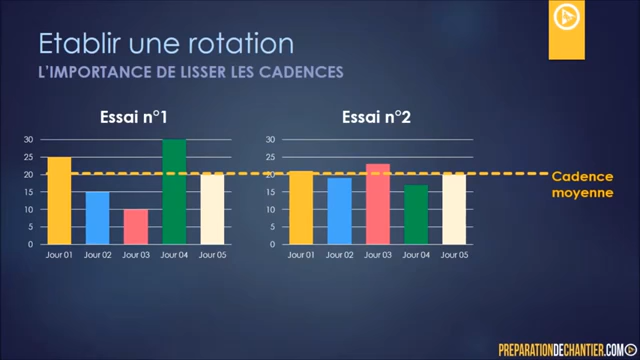 Etablir une rotation
L'IMPORTANCE DE LISSER LES CADENCES
Essai n°1
30
25
20
15
10
5
0
Jour 01 Jour 02 Jour 03 Jour 04 Jour 05
Essai n°2
30
25
20
15
10
5
0
Jour 01 Jour 02 Jour 03 Jour 04 Jour 05
Cadence
moyenne
PREPARATIONDECHANTIER.COM